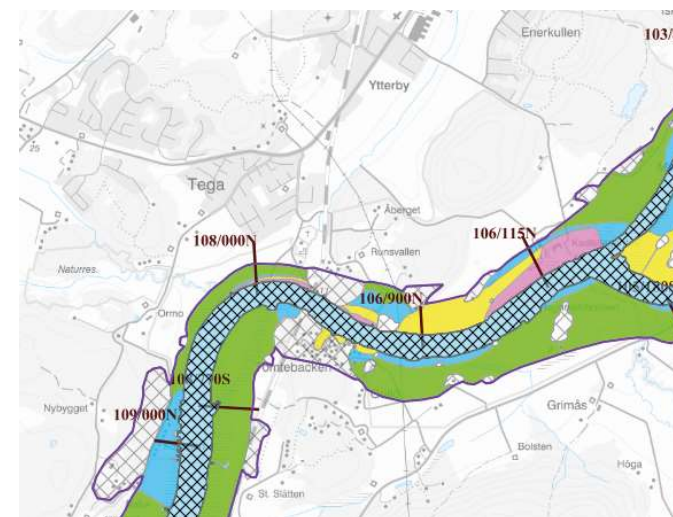 Enerkullen
103/
Ytterby
25
Tega
Åberget
108/000N
Runsvallen
106/115N
Naturres.
Ormo
106/900N
109/000N
Nybygget
Grimås
Bolsten
Höga
St. Slätten